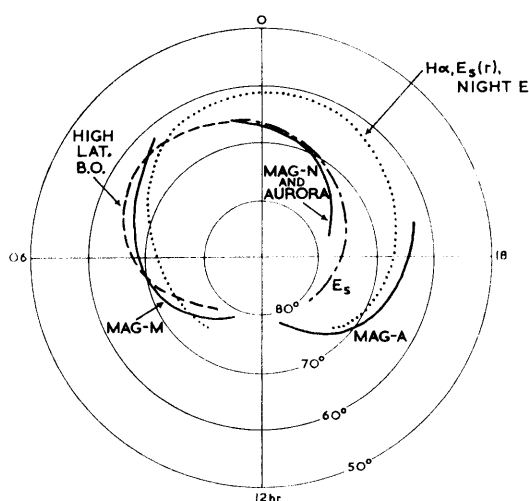 0
Hα, Es(r),
NIGHT E
HIGH
LAT.
B.O.
MAG-N
AND
AURORA
06
18
Es
80°
MAG-M
MAG-A
70°
60°
50°
12hr